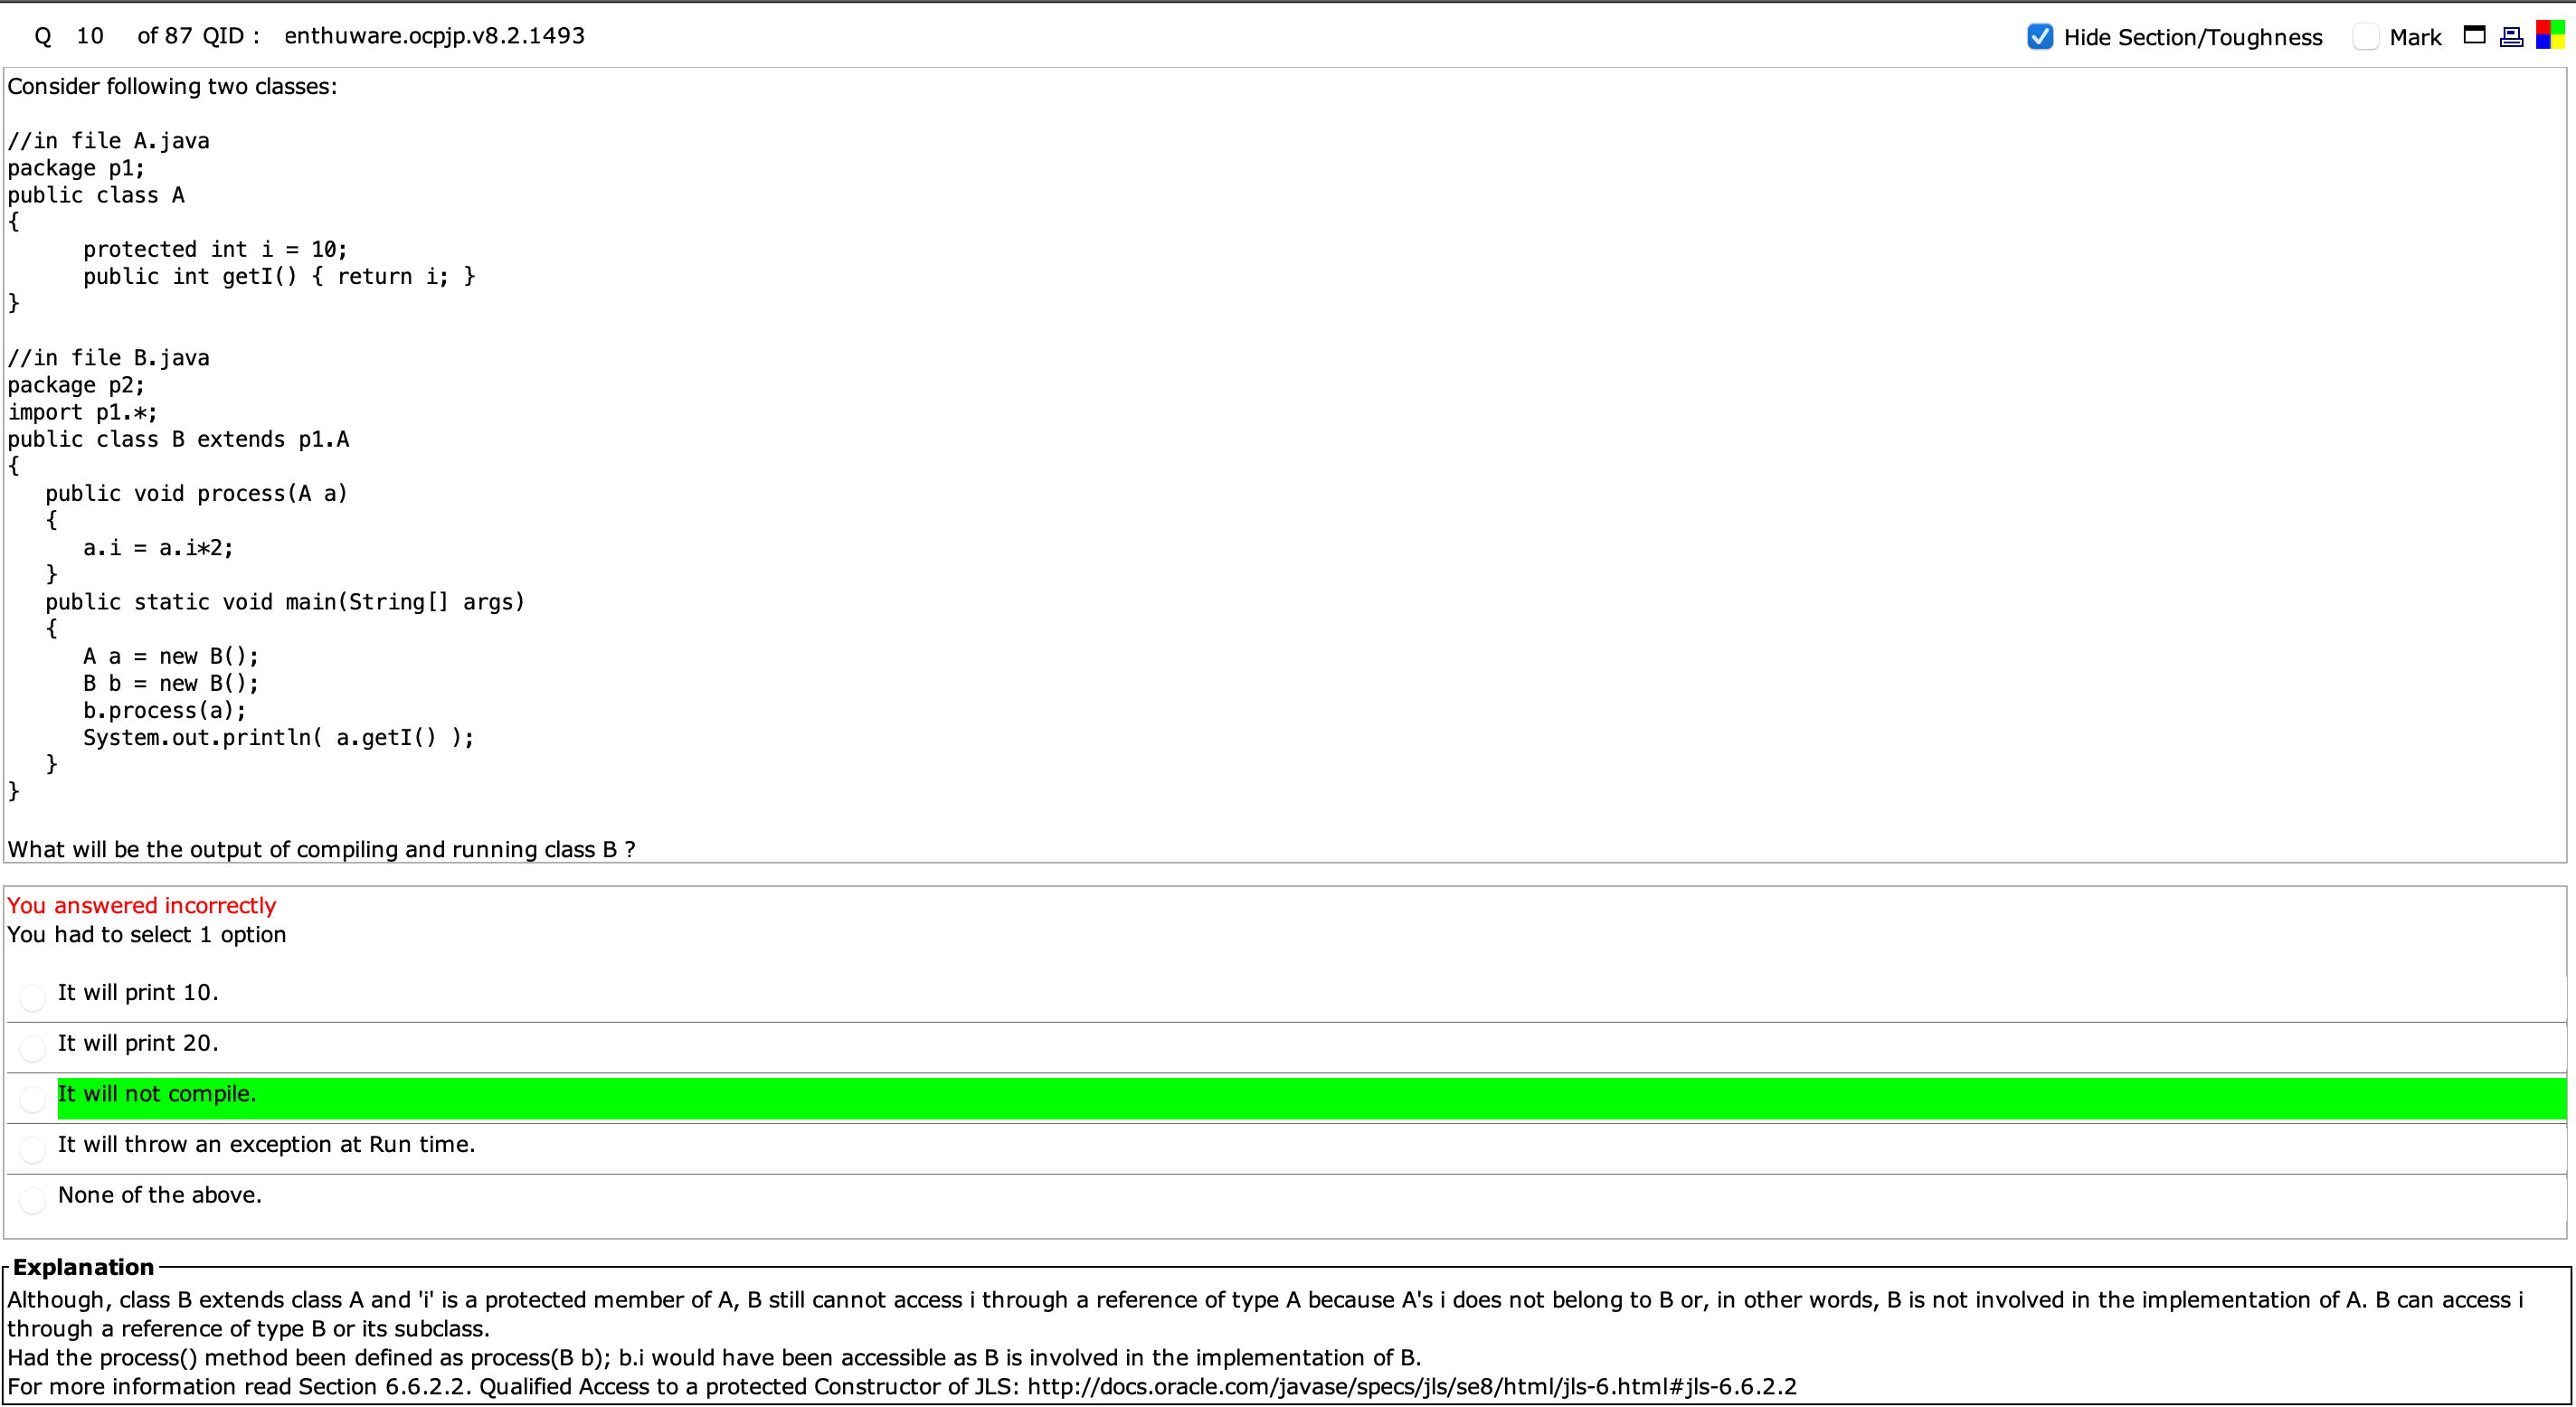 Q 10 of 87 QID : enthuware.ocpjp.v8.2.1493 Hide Section/Toughness Mark
Consider following two classes:
//in file A.java
package p1;
public class A
{
protected int i = 10;
public int getI() { return i; }
}
//in file B.java
package p2;
import p1.*;
public class B extends p1.A
{
public void process(A a)
{
a.i = a.i*2;
}
public static void main(String[] args)
{
A a = new B();
B b = new B();
b.process(a);
System.out.println( a.getI() );
}
}
What will be the output of compiling and running class B ?
You answered incorrectly
You had to select 1 option
It will print 10.
It will print 20.
It will not compile.
It will throw an exception at Run time.
None of the above.
Explanation
Although, class B extends class A and 'i' is a protected member of A, B still cannot access i through a reference of type A because A's i does not belong to B or, in other words, B is not involved in the implementation of A. B can access i
through a reference of type B or its subclass.
Had the process() method been defined as process(B b); b.i would have been accessible as B is involved in the implementation of B.
For more information read Section 6.6.2.2. Qualified Access to a protected Constructor of JLS: http://docs.oracle.com/javase/specs/jls/se8/html/jls-6.html#jls-6.6.2.2